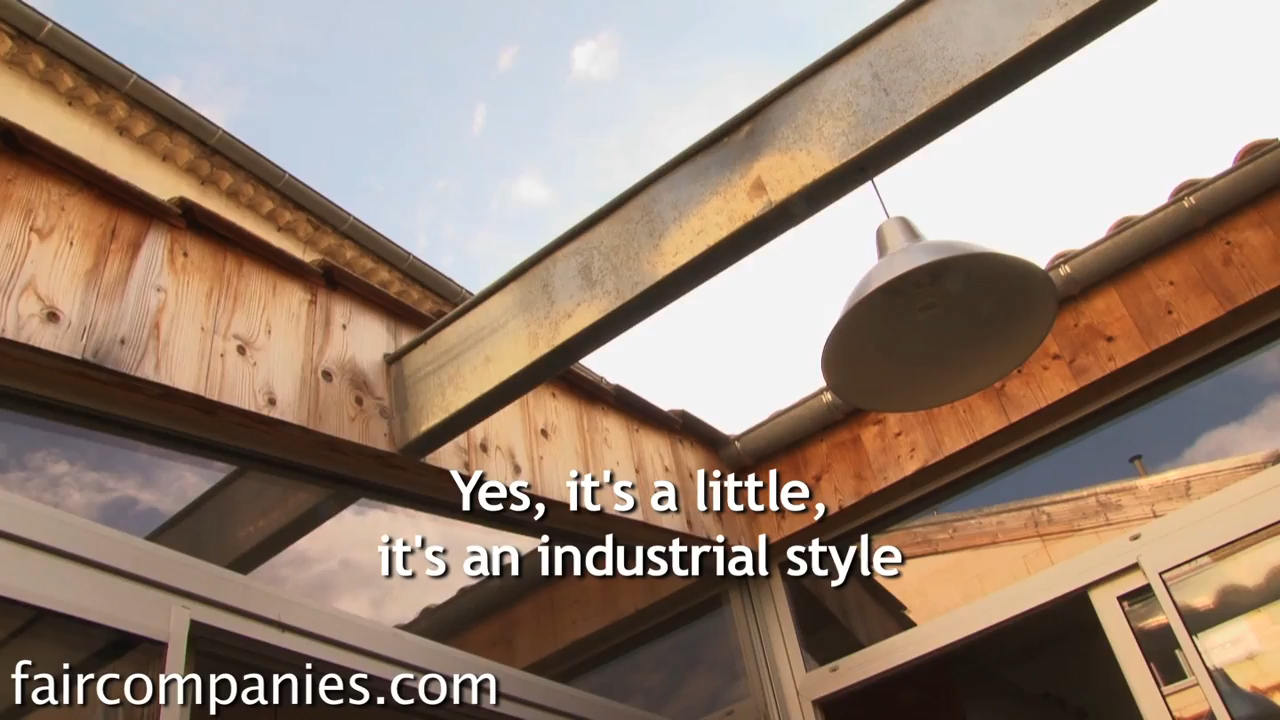 Yes, it's a little,
it's an industrial style
faircompanies.com